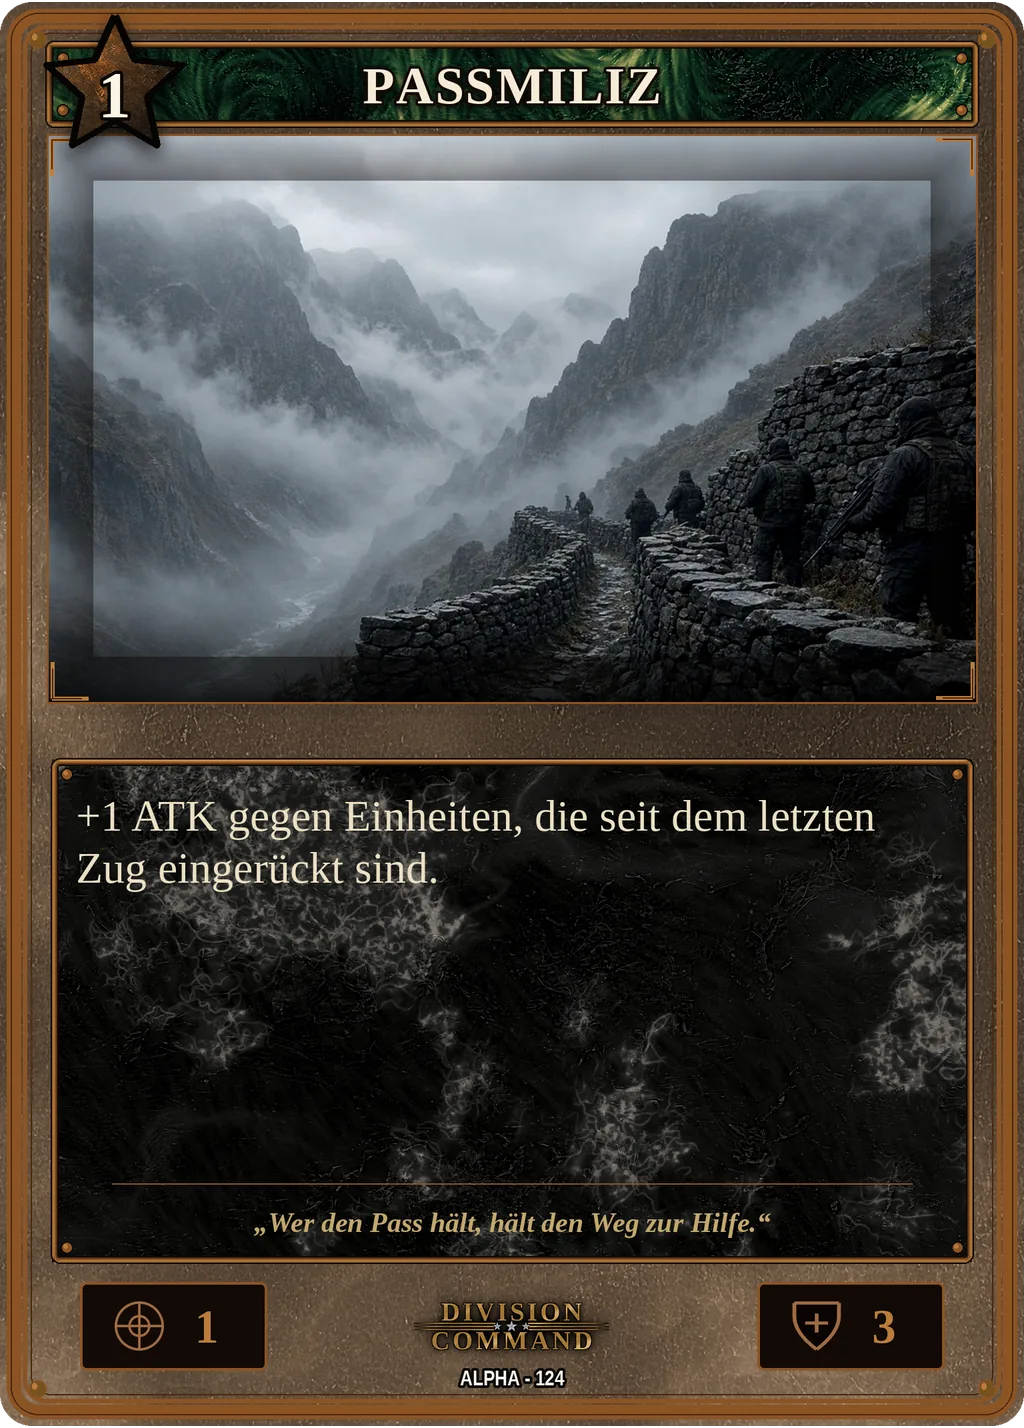 1
PASSMILIZ
+1 ATK gegen Einheiten, die seit dem letzten
Zug eingerückt sind.
„Wer den Pass hält, hält den Weg zur Hilfe.“
1
DIVISION
COMMAND
3
ALPHA - 124